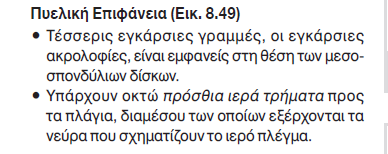 Πυελική Επιφάνεια (Εικ. 8.49)
● Τέσσερις εγκάρσιες γραμμές, οι εγκάρσιες
ακρολοφίες, είναι εμφανείς στη θέση των μεσο-
σπονδύλιων δίσκων.
● Υπάρχουν οκτώ πρόσθια ιερά τρήματα προς
τα πλάγια, διαμέσου των οποίων εξέρχονται τα
νεύρα που σχηματίζουν το ιερό πλέγμα.